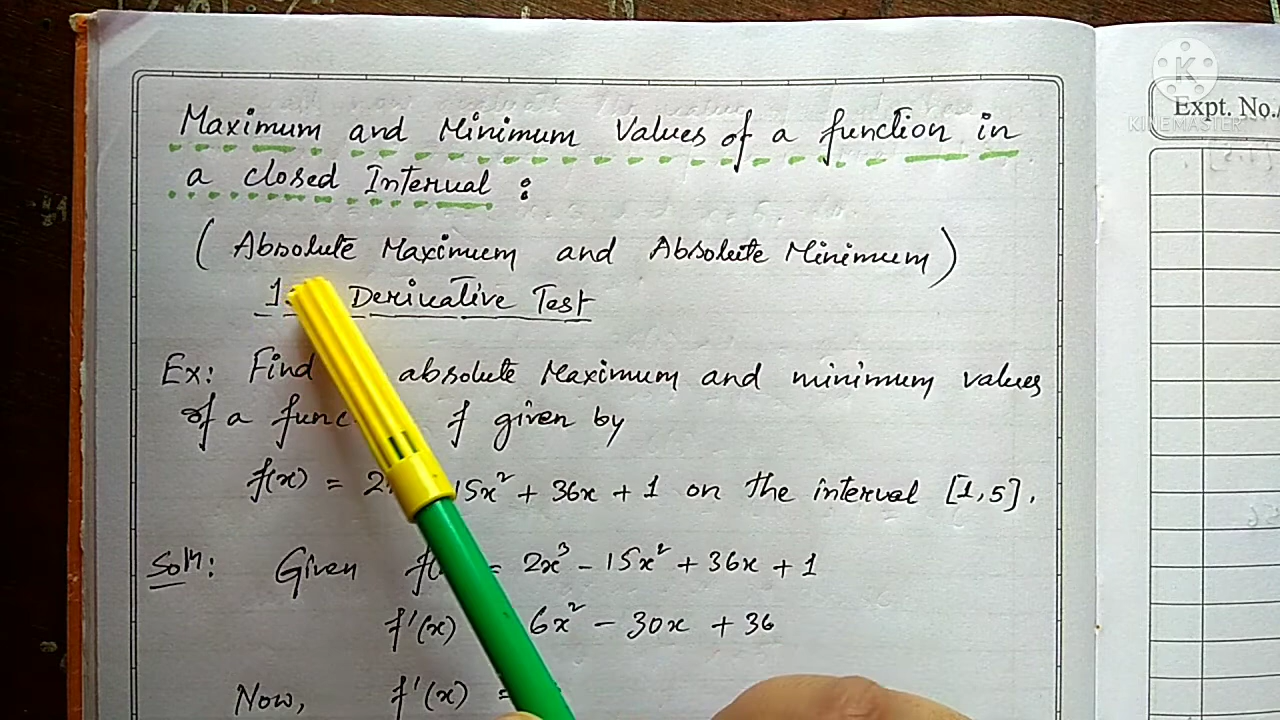 Maximum and Minimum Values of a function in
a closed Interval :
( Absolute Maximum and Absolute Minimum )
Derivative Test
Ex: Find absolute Maximum and minimum values
of a f given by
f(x) = 15x² + 36x + 1 on the interval [1,5].
Soln: Given = 2x³ - 15x² + 36x + 1
f'(x) 6x² - 30x + 36
Now, f'(x)
K
KINEMASTER
Expt. No.